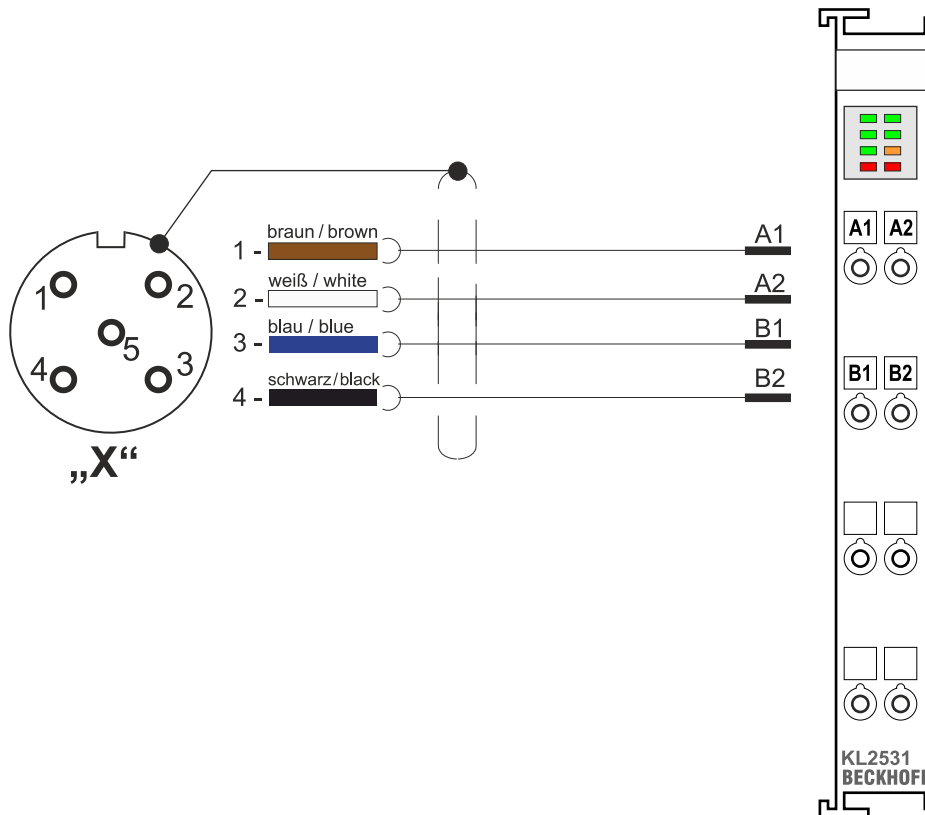 1
2
5
4
3
„X“
braun / brown
1 -
weiß / white
2 -
blau / blue
3 -
schwarz/black
4 -
A1
A2
B1
B2
A1 A2
B1 B2
KL2531
BECKHOFF